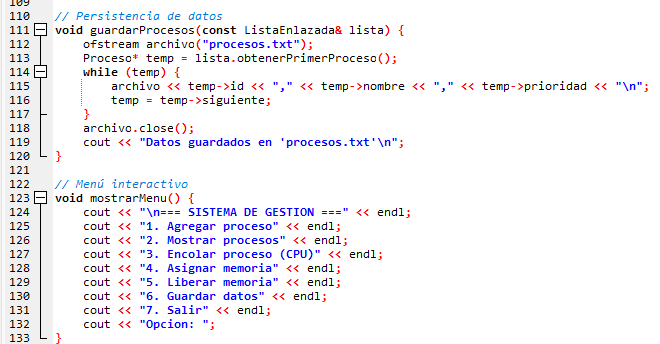 109
110 // Persistencia de datos
111 void guardarProcesos(const ListaEnlazada& lista) {
112     ofstream archivo("procesos.txt");
113     Proceso* temp = lista.obtenerPrimerProceso();
114     while (temp) {
115         archivo << temp->id << "," << temp->nombre << "," << temp->prioridad << "\n";
116         temp = temp->siguiente;
117     }
118     archivo.close();
119     cout << "Datos guardados en 'procesos.txt'\n";
120 }
121
122 // Menú interactivo
123 void mostrarMenu() {
124     cout << "\n=== SISTEMA DE GESTION ===" << endl;
125     cout << "1. Agregar proceso" << endl;
126     cout << "2. Mostrar procesos" << endl;
127     cout << "3. Encolar proceso (CPU)" << endl;
128     cout << "4. Asignar memoria" << endl;
129     cout << "5. Liberar memoria" << endl;
130     cout << "6. Guardar datos" << endl;
131     cout << "7. Salir" << endl;
132     cout << "Opcion: ";
133 }